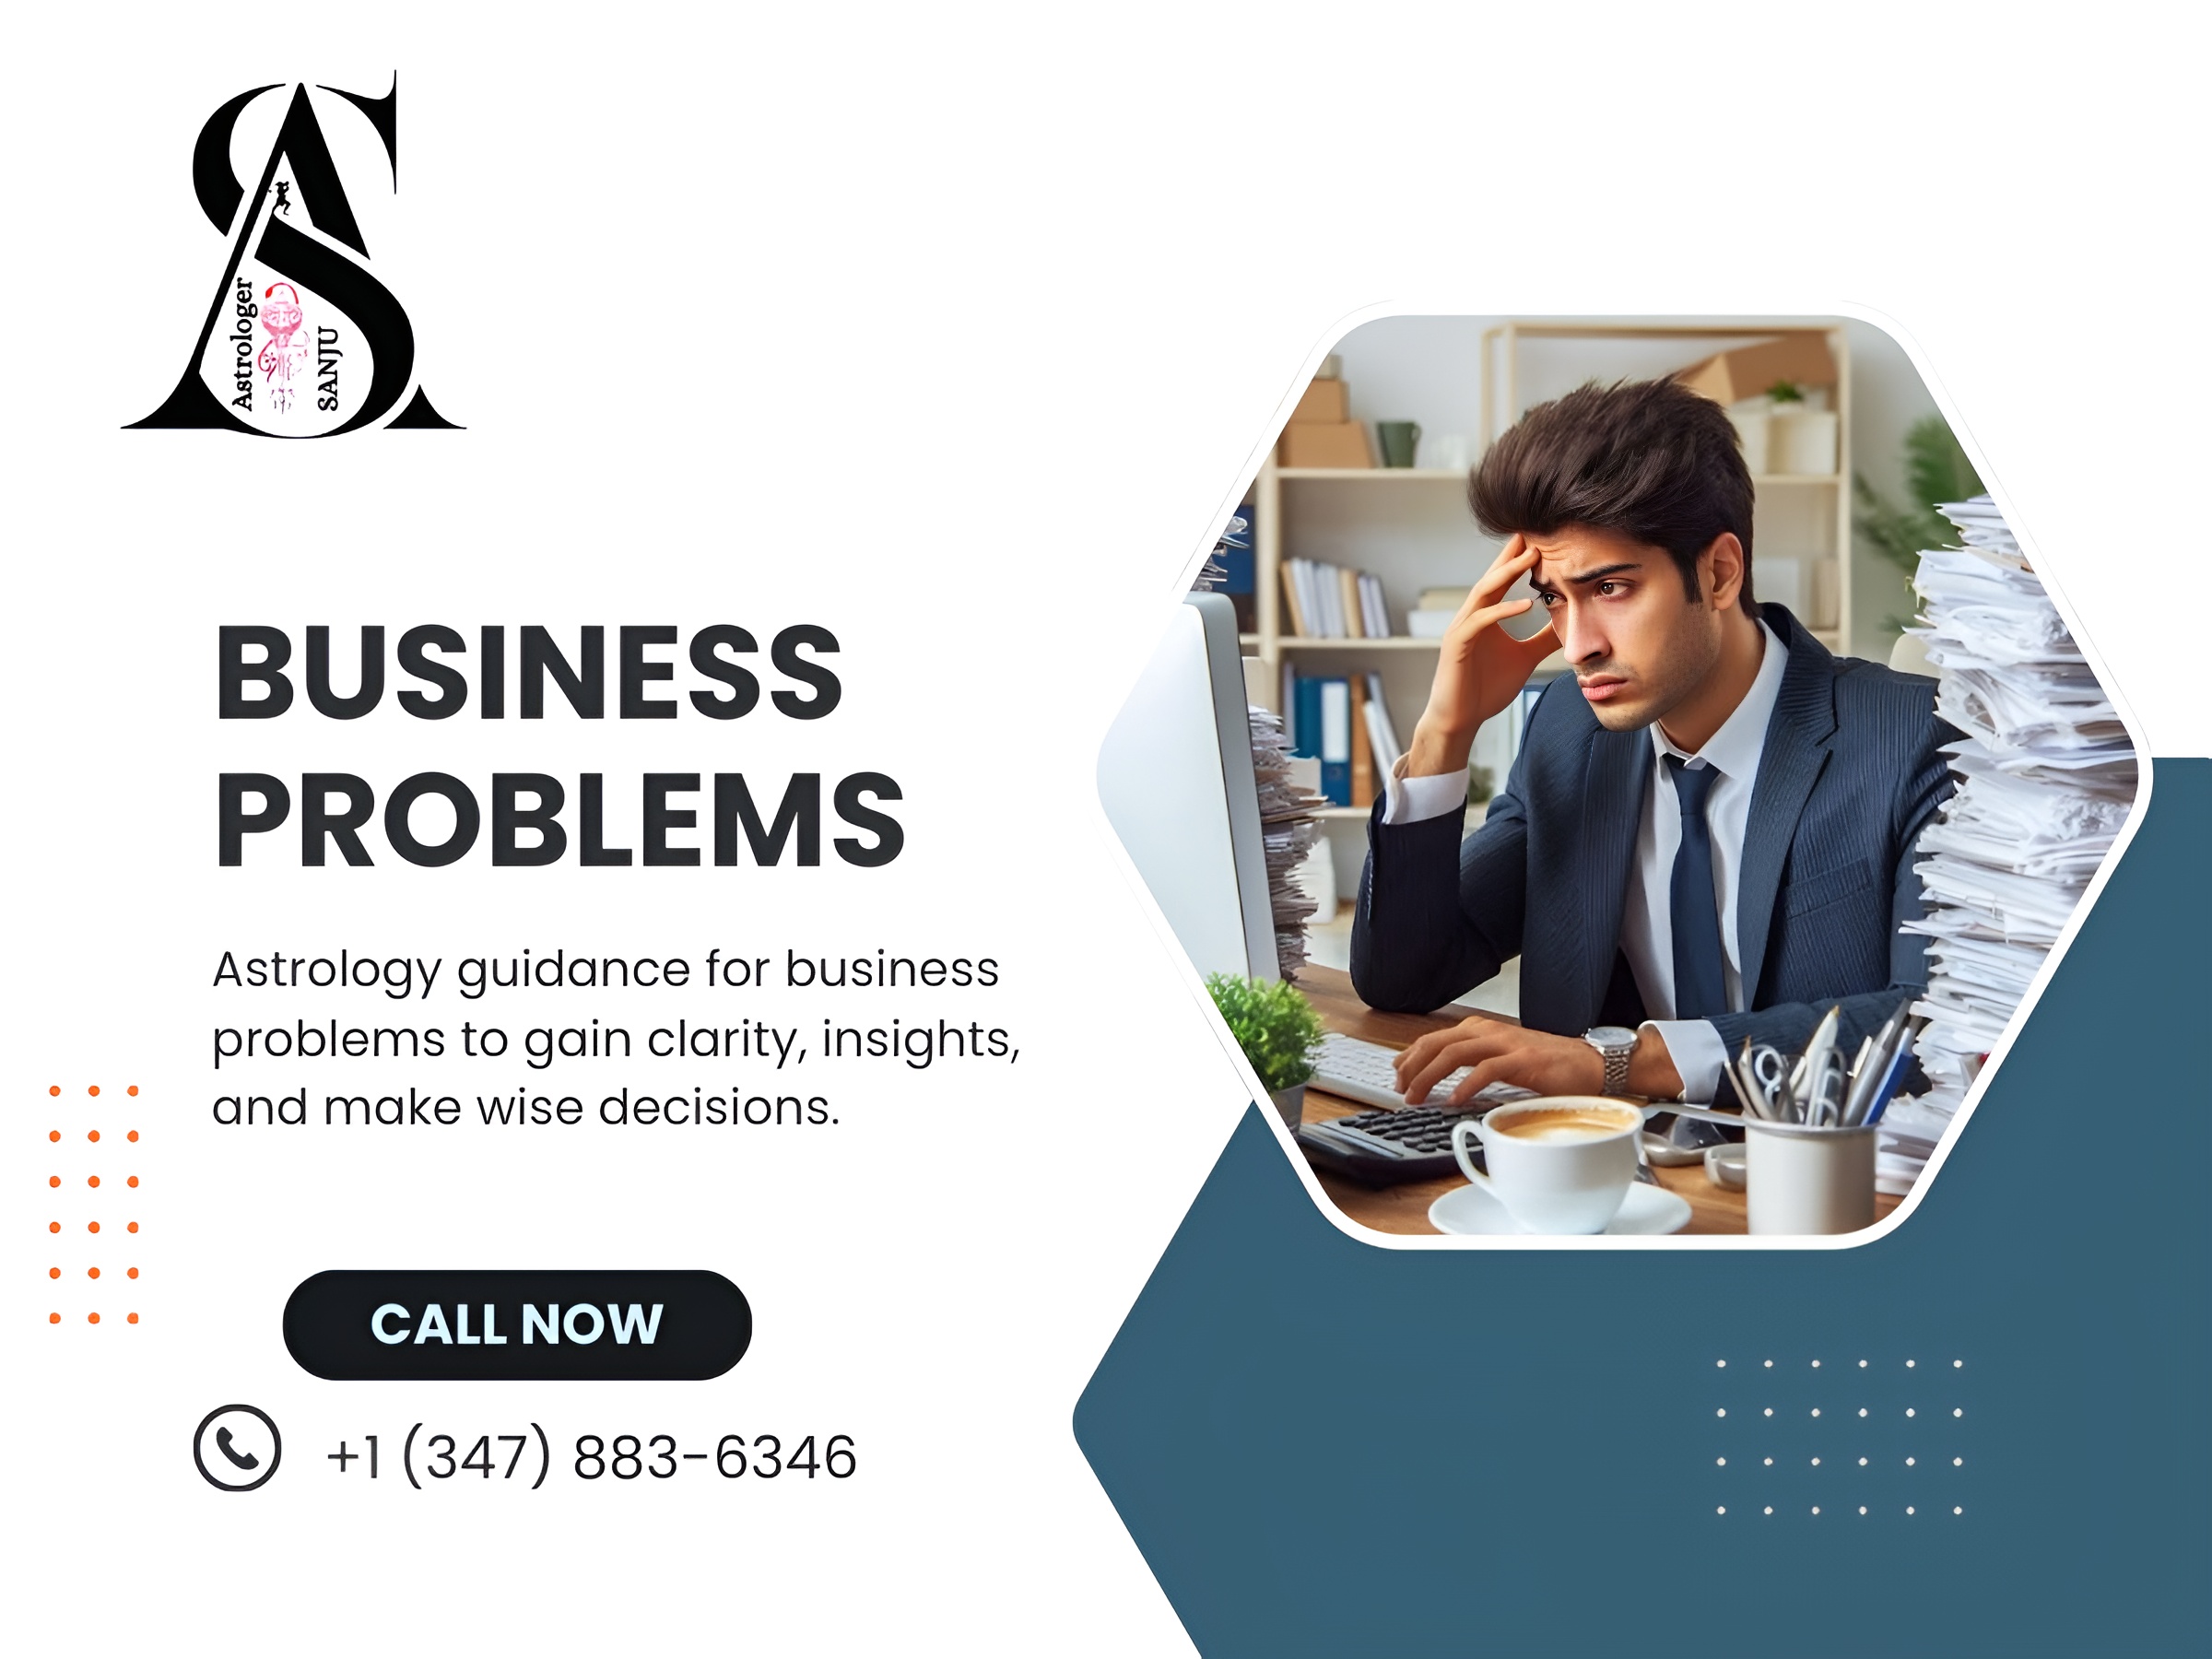 Astrologer
SANJU
BUSINESS
PROBLEMS
Astrology guidance for business
problems to gain clarity, insights,
and make wise decisions.
CALL NOW
+1 (347) 883-6346